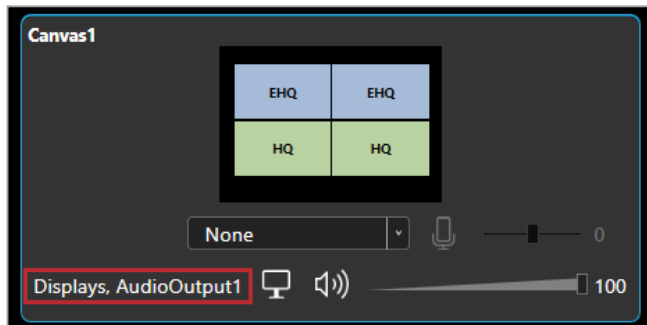 Canvas1
EHQ EHQ
HQ HQ
None 0
Displays, AudioOutput1 100